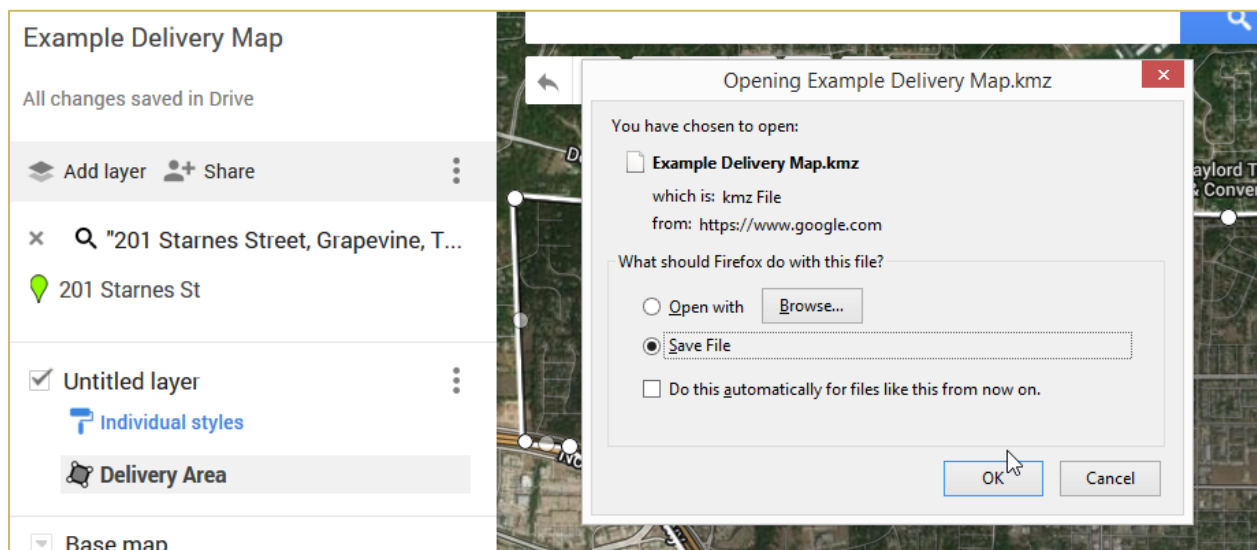 Example Delivery Map
All changes saved in Drive
Add layer
Share
"201 Starnes Street, Grapevine, T...
201 Starnes St
Untitled layer
Individual styles
Delivery Area
Base map
Opening Example Delivery Map.kmz
You have chosen to open:
Example Delivery Map.kmz
which is: kmz File
from: https://www.google.com
What should Firefox do with this file?
Open with
Browse...
Save File
Do this automatically for files like this from now on.
OK
Cancel
aylord T
& Conver